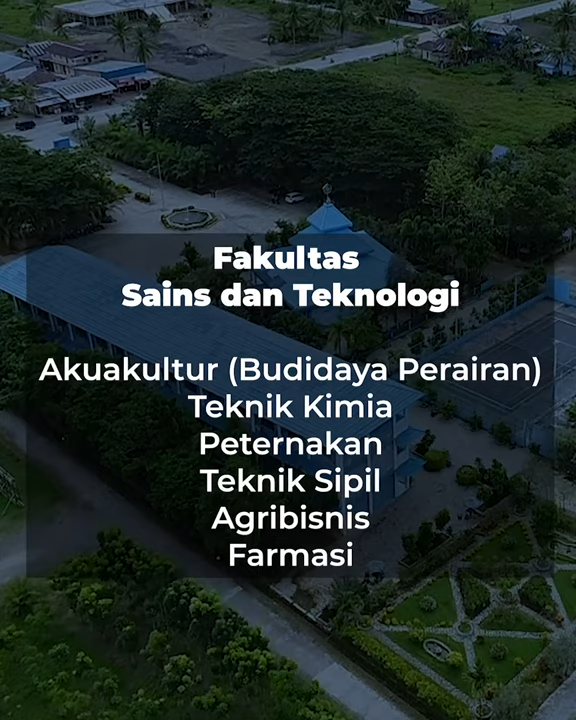 Fakultas
Sains dan Teknologi
Akuakultur (Budidaya Perairan)
Teknik Kimia
Peternakan
Teknik Sipil
Agribisnis
Farmasi